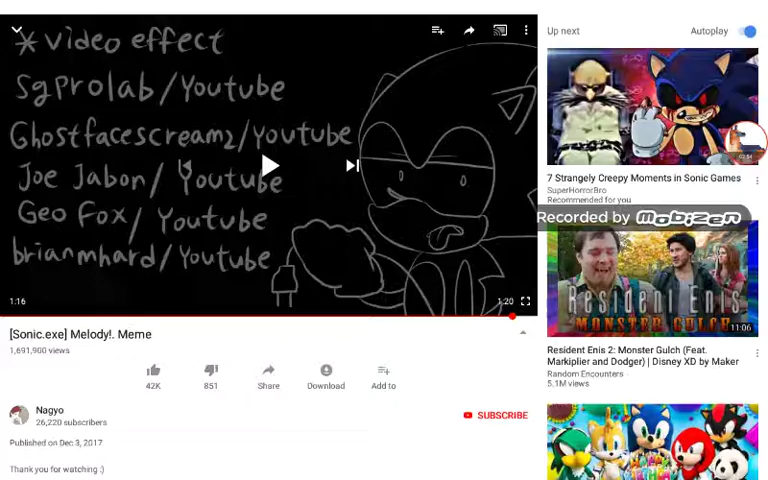 * video effect
Sgprolab/Youtube
Ghostfacescream2/Youtube
Joe Jabon/ Youtube
Geo Fox/ Youtube
brianmhard/Youtube
1:16
1:20
[Sonic.exe] Melody!. Meme
1,691,900 views
42K
851
Share
Download
Add to
Nagyo
26,220 subscribers
SUBSCRIBE
Published on Dec 3, 2017
Thank you for watching :)
Up next
Autoplay
02:54
7 Strangely Creepy Moments in Sonic Games
SuperHorrorBro
Recommended for you
Recorded by MOBIZEN
RESIDENT ENIS
MONSTER GULCH
11:06
Resident Enis 2: Monster Gulch (Feat.
Markiplier and Dodger) | Disney XD by Maker
Random Encounters
5.1M views